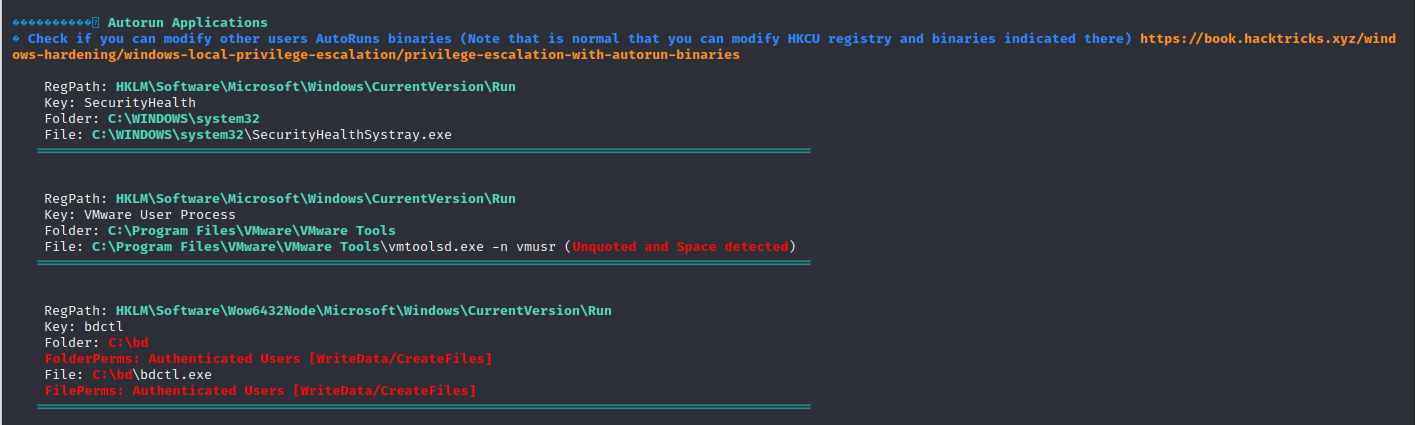 ������������͹ Autorun Applications
� Check if you can modify other users AutoRuns binaries (Note that is normal that you can modify HKCU registry and binaries indicated there) https://book.hacktricks.xyz/wind
ows-hardening/windows-local-privilege-escalation/privilege-escalation-with-autorun-binaries
RegPath: HKLM\Software\Microsoft\Windows\CurrentVersion\Run
Key: SecurityHealth
Folder: C:\WINDOWS\system32
File: C:\WINDOWS\system32\SecurityHealthSystray.exe
RegPath: HKLM\Software\Microsoft\Windows\CurrentVersion\Run
Key: VMware User Process
Folder: C:\Program Files\VMware\VMware Tools
File: C:\Program Files\VMware\VMware Tools\vmtoolsd.exe -n vmusr (Unquoted and Space detected)
RegPath: HKLM\Software\Wow6432Node\Microsoft\Windows\CurrentVersion\Run
Key: bdctl
Folder: C:\bd
FolderPerms: Authenticated Users [WriteData/CreateFiles]
File: C:\bd\bdctl.exe
FilePerms: Authenticated Users [WriteData/CreateFiles]